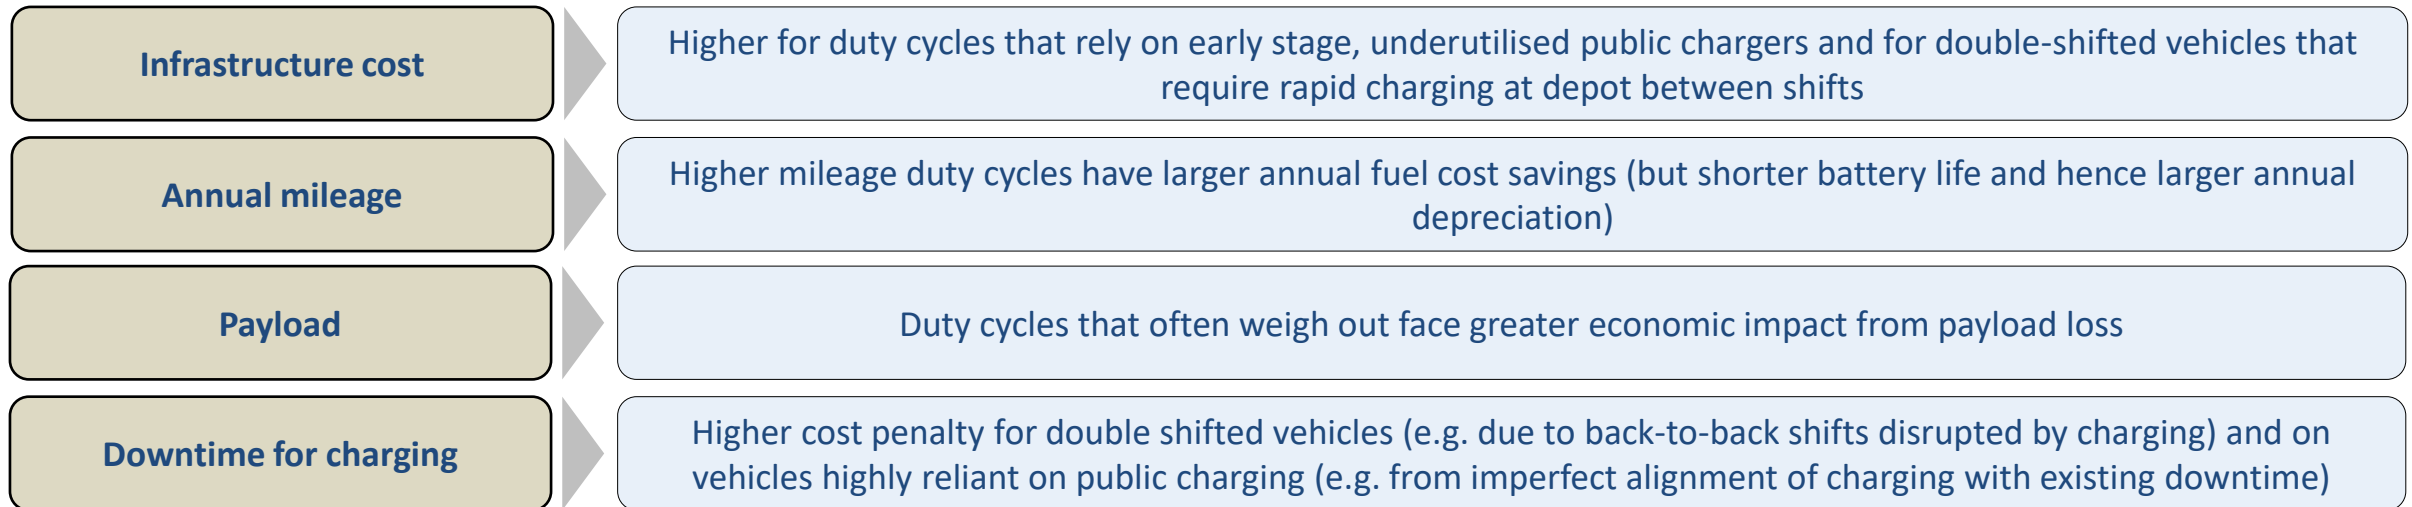 Infrastructure cost
Higher for duty cycles that rely on early stage, underutilised public chargers and for double-shifted vehicles that
require rapid charging at depot between shifts
Annual mileage
Higher mileage duty cycles have larger annual fuel cost savings (but shorter battery life and hence larger annual
depreciation)
Payload
Duty cycles that often weigh out face greater economic impact from payload loss
Downtime for charging
Higher cost penalty for double shifted vehicles (e.g. due to back-to-back shifts disrupted by charging) and on
vehicles highly reliant on public charging (e.g. from imperfect alignment of charging with existing downtime)